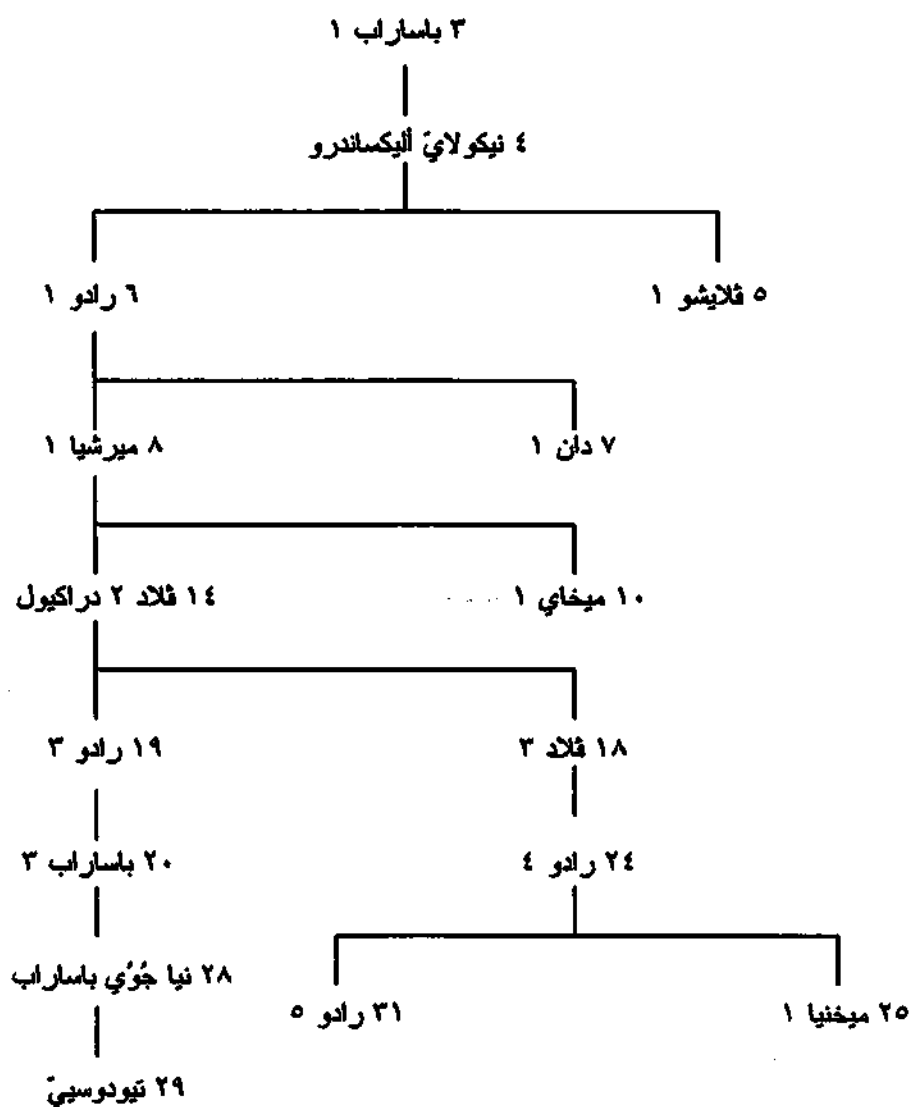 ٣ باساراب ١
٤ نيكولايّ أليكساندرو
٥ ڤلايشو ١
٦ رادو ١
٧ دان ١
٨ ميرشيا ١
١٠ ميخاي ١
١٤ ڤلاد ٢ دراكيول
١٨ ڤلاد ٣
١٩ رادو ٣
٢٤ رادو ٤
٢٠ باساراب ٣
٢٥ ميخنيا ١
٣١ رادو ٥
٢٨ نيا جُوْي باساراب
٢٩ تيودوسييّ